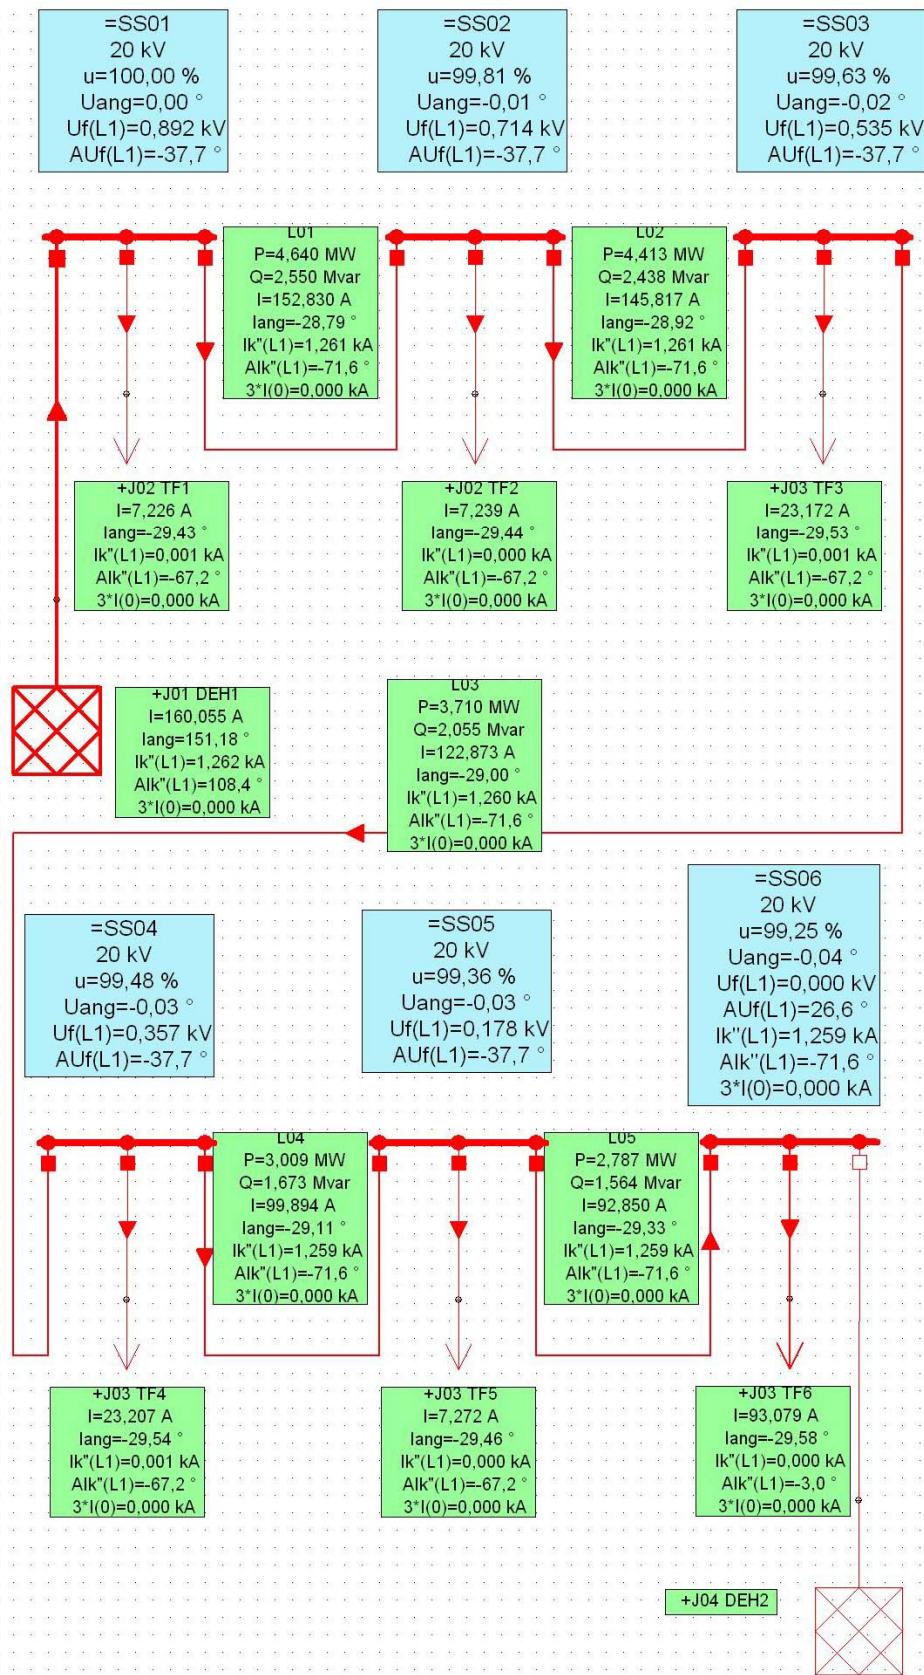 =SS01
20 kV
u=100,00 %
Uang=0,00 °
Uf(L1)=0,892 kV
AUf(L1)=-37,7 °
=SS02
20 kV
u=99,81 %
Uang=-0,01 °
Uf(L1)=0,714 kV
AUf(L1)=-37,7 °
=SS03
20 kV
u=99,63 %
Uang=-0,02 °
Uf(L1)=0,535 kV
AUf(L1)=-37,7 °
L01
P=4,640 MW
Q=2,550 Mvar
I=152,830 A
Iang=-28,79 °
Ik"(L1)=1,261 kA
AIk"(L1)=-71,6 °
3*I(0)=0,000 kA
L02
P=4,413 MW
Q=2,438 Mvar
I=145,817 A
Iang=-28,92 °
Ik"(L1)=1,261 kA
AIk"(L1)=-71,6 °
3*I(0)=0,000 kA
+J02 TF1
I=7,226 A
Iang=-29,43 °
Ik"(L1)=0,001 kA
AIk"(L1)=-67,2 °
3*I(0)=0,000 kA
+J02 TF2
I=7,239 A
Iang=-29,44 °
Ik"(L1)=0,000 kA
AIk"(L1)=-67,2 °
3*I(0)=0,000 kA
+J03 TF3
I=23,172 A
Iang=-29,53 °
Ik"(L1)=0,001 kA
AIk"(L1)=-67,2 °
3*I(0)=0,000 kA
+J01 DEH1
I=160,055 A
Iang=151,18 °
Ik"(L1)=1,262 kA
AIk"(L1)=108,4 °
3*I(0)=0,000 kA
L03
P=3,710 MW
Q=2,055 Mvar
I=122,873 A
Iang=-29,00 °
Ik"(L1)=1,260 kA
AIk"(L1)=-71,6 °
3*I(0)=0,000 kA
=SS04
20 kV
u=99,48 %
Uang=-0,03 °
Uf(L1)=0,357 kV
AUf(L1)=-37,7 °
=SS05
20 kV
u=99,36 %
Uang=-0,03 °
Uf(L1)=0,178 kV
AUf(L1)=-37,7 °
=SS06
20 kV
u=99,25 %
Uang=-0,04 °
Uf(L1)=0,000 kV
AUf(L1)=26,6 °
Ik"(L1)=1,259 kA
AIk"(L1)=-71,6 °
3*I(0)=0,000 kA
L04
P=3,009 MW
Q=1,673 Mvar
I=99,894 A
Iang=-29,11 °
Ik"(L1)=1,259 kA
AIk"(L1)=-71,6 °
3*I(0)=0,000 kA
L05
P=2,787 MW
Q=1,564 Mvar
I=92,850 A
Iang=-29,33 °
Ik"(L1)=1,259 kA
AIk"(L1)=-71,6 °
3*I(0)=0,000 kA
+J03 TF4
I=23,207 A
Iang=-29,54 °
Ik"(L1)=0,001 kA
AIk"(L1)=-67,2 °
3*I(0)=0,000 kA
+J03 TF5
I=7,272 A
Iang=-29,46 °
Ik"(L1)=0,000 kA
AIk"(L1)=-67,2 °
3*I(0)=0,000 kA
+J03 TF6
I=93,079 A
Iang=-29,58 °
Ik"(L1)=0,000 kA
AIk"(L1)=-3,0 °
3*I(0)=0,000 kA
+J04 DEH2